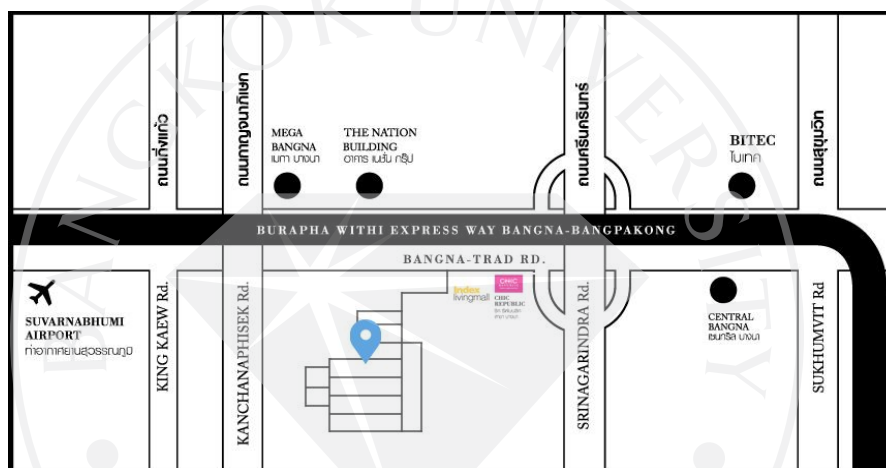 BANGKOK UNIVERSITY
ถนนกิ่งแก้ว
ถนนกาญจนาภิเษก
MEGA
BANGNA
เมกา บางนา
THE NATION
BUILDING
อาคาร เนชั่น กรุ๊ป
ถนนศรีนครินทร์
BITEC
ไบเทค
ถนนสุขุมวิท
BURAPHA WITHI EXPRESS WAY BANGNA-BANGPAKONG
BANGNA-TRAD RD.
SUVARNABHUMI
AIRPORT
ท่าอากาศยานสุวรรณภูมิ
KING KAEW Rd.
KANCHANAPHISEK Rd.
index
livingmall
CHIC
CHIC
REPUBLIC
SRINAGARINDRA Rd.
CENTRAL
BANGNA
เซนทรัล บางนา
SUKHUMVIT Rd